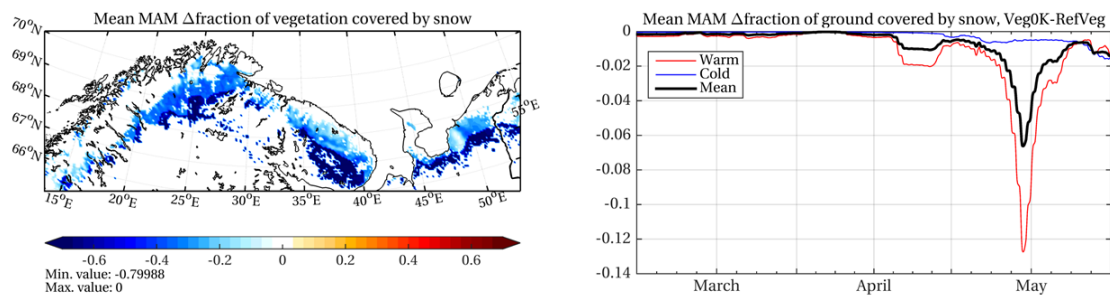 Mean MAM Δfraction of vegetation covered by snow
70°N
69°N
68°N
67°N
66°N
15°E
20°E
25°E
30°E
35°E
40°E
45°E
50°E
55°E
-0.6
-0.4
-0.2
0
0.2
0.4
0.6
Min. value: -0.79988
Max. value: 0
Mean MAM Δfraction of ground covered by snow, Veg0K-RefVeg
0
-0.02
-0.04
-0.06
-0.08
-0.1
-0.12
-0.14
Warm
Cold
Mean
March
April
May